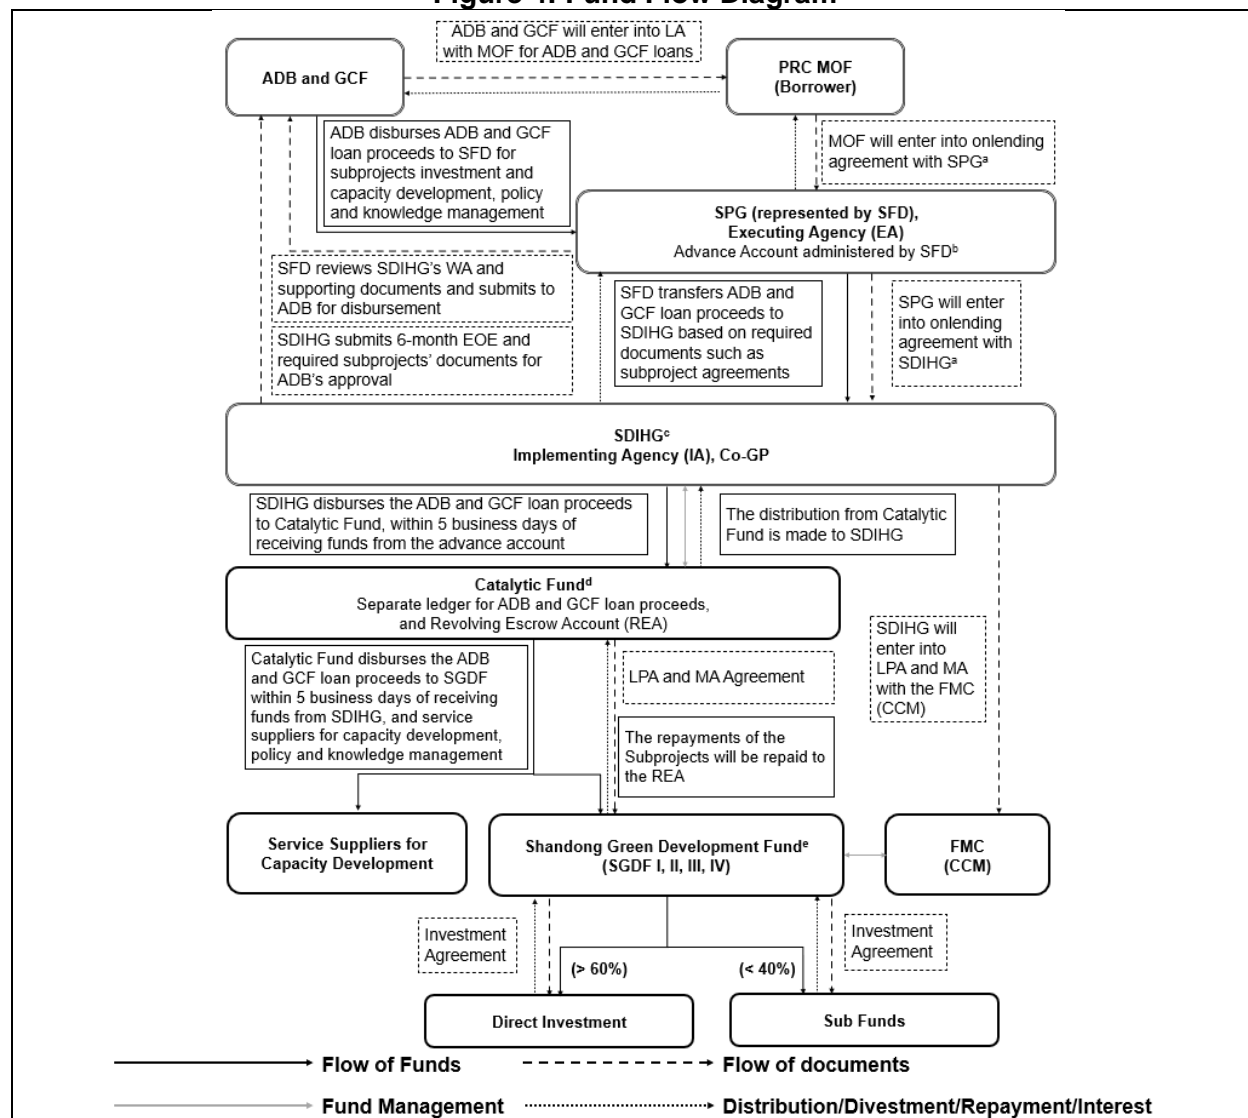 Figure 4: Fund Flow Diagram
ADB and GCF will enter into LA
with MOF for ADB and GCF loans
ADB and GCF
PRC MOF
(Borrower)
ADB disburses ADB and GCF
loan proceeds to SFD for
subprojects investment and
capacity development, policy
and knowledge management
MOF will enter into onlending
agreement with SPGᵃ
SPG (represented by SFD),
Executing Agency (EA)
Advance Account administered by SFDᵇ
SFD reviews SDIHG's WA and
supporting documents and submits to
ADB for disbursement
SDIHG submits 6-month EOE and
required subprojects' documents for
ADB's approval
SFD transfers ADB and
GCF loan proceeds to
SDIHG based on required
documents such as
subproject agreements
SPG will enter
into onlending
agreement with
SDIHGᵃ
SDIHGᶜ
Implementing Agency (IA), Co-GP
SDIHG disburses the ADB and GCF loan proceeds
to Catalytic Fund, within 5 business days of
receiving funds from the advance account
The distribution from Catalytic
Fund is made to SDIHG
Catalytic Fundᵈ
Separate ledger for ADB and GCF loan proceeds,
and Revolving Escrow Account (REA)
Catalytic Fund disburses the ADB
and GCF loan proceeds to SGDF
within 5 business days of receiving
funds from SDIHG, and service
suppliers for capacity development,
policy and knowledge management
LPA and MA Agreement
The repayments of the
Subprojects will be repaid to
the REA
SDIHG will
enter into
LPA and MA
with the FMC
(CCM)
Service Suppliers for
Capacity Development
Shandong Green Development Fundᵉ
(SGDF I, II, III, IV)
FMC
(CCM)
Investment
Agreement
(> 60%)
(< 40%)
Investment
Agreement
Direct Investment
Sub Funds
Flow of Funds
Flow of documents
Fund Management
Distribution/Divestment/Repayment/Interest